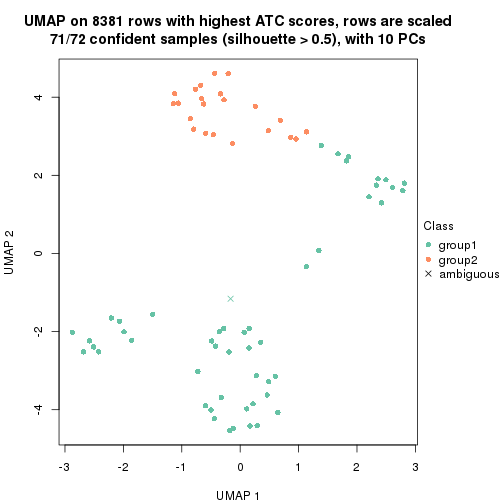 UMAP on 8381 rows with highest ATC scores, rows are scaled
71/72 confident samples (silhouette > 0.5), with 10 PCs
4
2
0
-2
-4
UMAP 2
-3
-2
-1
0
1
2
3
UMAP 1
Class
group1
group2
ambiguous